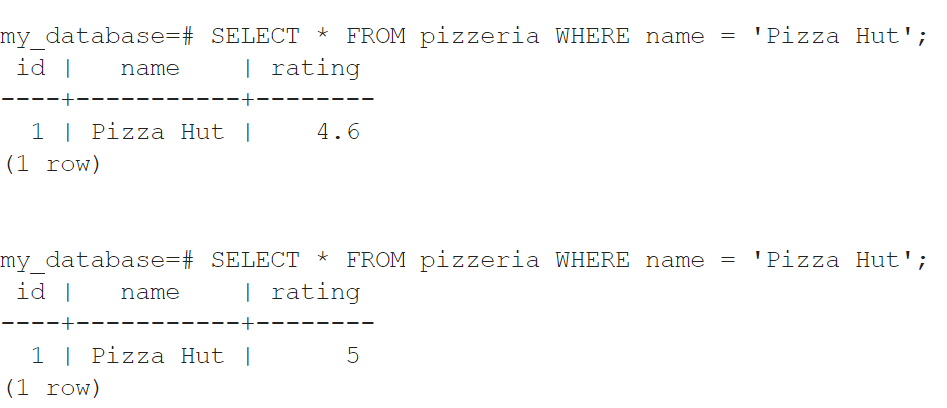 my_database=# SELECT * FROM pizzeria WHERE name = 'Pizza Hut';
 id |   name    | rating
----+-----------+--------
  1 | Pizza Hut |    4.6
(1 row)
my_database=# SELECT * FROM pizzeria WHERE name = 'Pizza Hut';
 id |   name    | rating
----+-----------+--------
  1 | Pizza Hut |      5
(1 row)